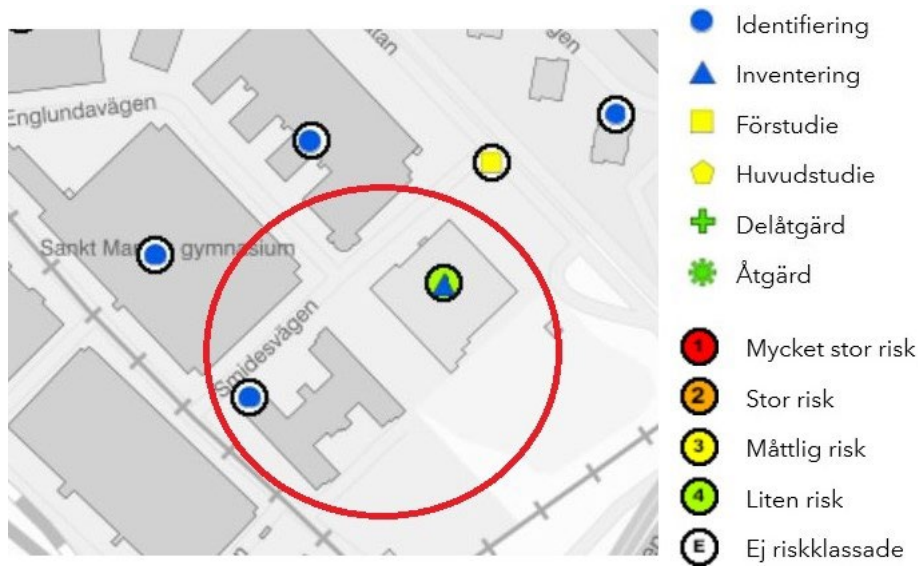 Englundavägen
Sankt Mar gymnasium
Smidesvägen
Identifiering
Inventering
Förstudie
Huvudstudie
Delåtgärd
Åtgärd
1 Mycket stor risk
2 Stor risk
3 Måttlig risk
4 Liten risk
E Ej riskklassade